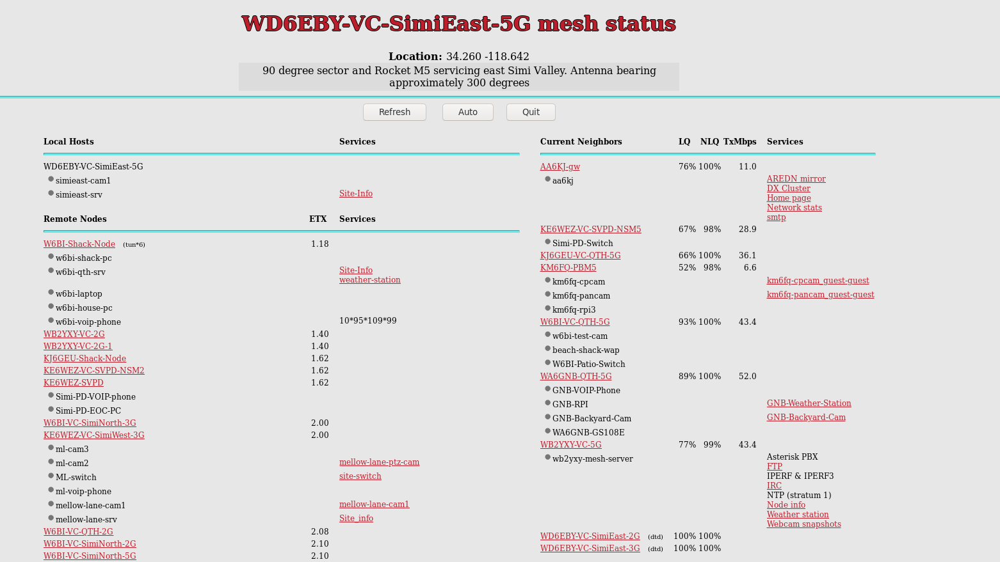 WD6EBY-VC-SimiEast-5G mesh status
Location: 34.260 -118.642
90 degree sector and Rocket M5 servicing east Simi Valley. Antenna bearing
approximately 300 degrees
Refresh Auto Quit
Local Hosts Services
WD6EBY-VC-SimiEast-5G
simieast-cam1
simieast-srv Site-Info
Remote Nodes ETX Services
W6BI-Shack-Node (tun*6) 1.18
w6bi-shack-pc
w6bi-qth-srv Site-Info
weather-station
w6bi-laptop
w6bi-house-pc
w6bi-voip-phone 10*95*109*99
WB2YXY-VC-2G 1.40
WB2YXY-VC-2G-1 1.40
KJ6GEU-Shack-Node 1.62
KE6WEZ-VC-SVPD-NSM2 1.62
KE6WEZ-SVPD 1.62
Simi-PD-VOIP-phone
Simi-PD-EOC-PC
W6BI-VC-SimiNorth-3G 2.00
KE6WEZ-VC-SimiWest-3G 2.00
ml-cam3
ml-cam2 mellow-lane-ptz-cam
ML-switch site-switch
ml-voip-phone
mellow-lane-cam1 mellow-lane-cam1
mellow-lane-srv Site_info
W6BI-VC-QTH-2G 2.08
W6BI-VC-SimiNorth-2G 2.10
W6BI-VC-SimiNorth-5G 2.10
Current Neighbors LQ NLQ TxMbps Services
AA6KJ-gw 76% 100% 11.0
aa6kj AREDN mirror
DX Cluster
Home page
Network stats
smtp
KE6WEZ-VC-SVPD-NSM5 67% 98% 28.9
Simi-PD-Switch
KJ6GEU-VC-QTH-5G 66% 100% 36.1
KM6FQ-PBM5 52% 98% 6.6
km6fq-cpcam km6fq-cpcam_guest-guest
km6fq-pancam km6fq-pancam_guest-guest
km6fq-rpi3
W6BI-VC-QTH-5G 93% 100% 43.4
w6bi-test-cam
beach-shack-wap
W6BI-Patio-Switch
WA6GNB-QTH-5G 89% 100% 52.0
GNB-VOIP-Phone
GNB-RPI GNB-Weather-Station
GNB-Backyard-Cam GNB-Backyard-Cam
WA6GNB-GS108E
WB2YXY-VC-5G 77% 99% 43.4
wb2yxy-mesh-server Asterisk PBX
FTP
IPERF & IPERF3
IRC
NTP (stratum 1)
Node info
Weather station
Webcam snapshots
WD6EBY-VC-SimiEast-2G (dtd) 100% 100%
WD6EBY-VC-SimiEast-3G (dtd) 100% 100%